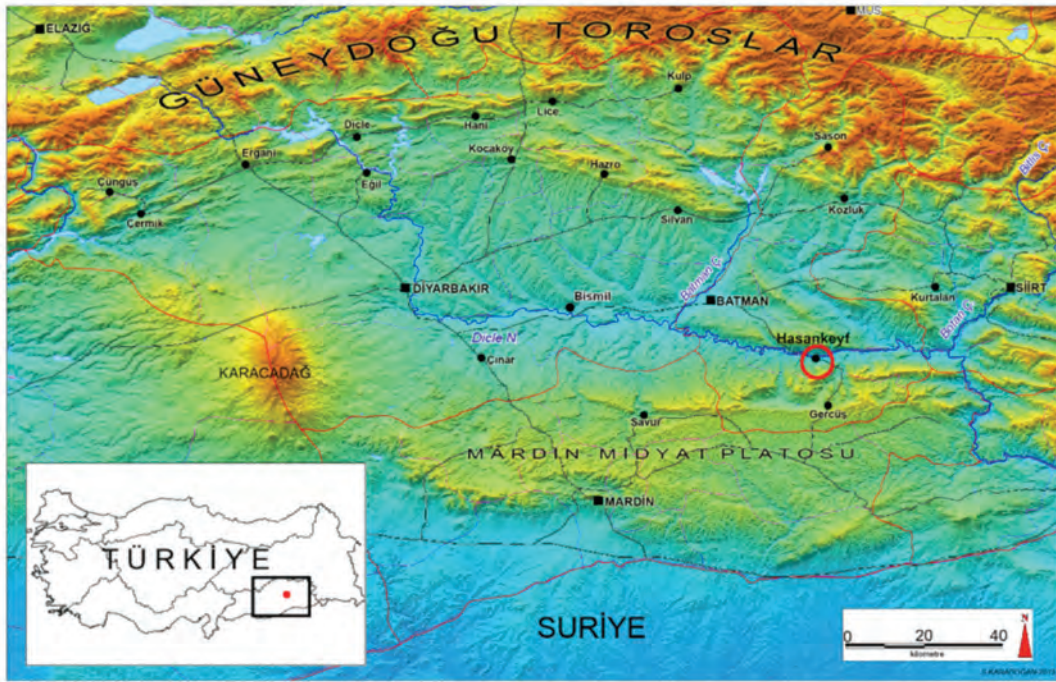 ELAZIĞ
MUŞ
GÜNEYDOĞU TOROSLAR
Kulp
Lice
Hani
Dicle
Sason
Kocaköy
Ergani
Hazro
Bitlis Ç.
Eğil
Çüngüş
Kozluk
Çermik
Silvan
DİYARBAKIR
Batman Ç.
Kurtalan
SİİRT
BATMAN
Bismil
Botan Ç.
Dicle N.
Hasankeyf
Çınar
KARACADAĞ
Gercüş
Savur
MARDİN MİDYAT PLATOSU
MARDİN
TÜRKİYE
SURİYE
N
0 20 40
kilometre